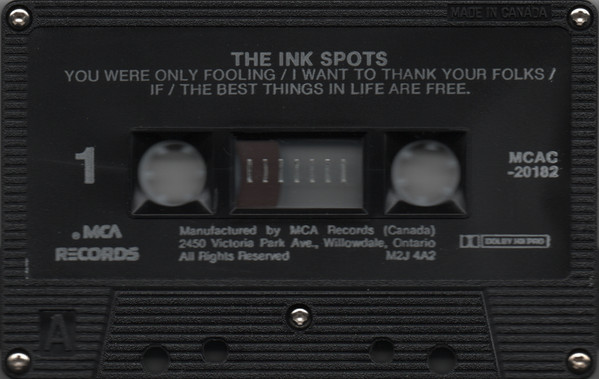 MADE IN CANADA
THE INK SPOTS
YOU WERE ONLY FOOLING / I WANT TO THANK YOUR FOLKS /
IF / THE BEST THINGS IN LIFE ARE FREE.
1
MCAC
-20182
MCA
RECORDS
Manufactured by MCA Records (Canada)
2450 Victoria Park Ave., Willowdale, Ontario
All Rights Reserved M2J 4A2
DOLBY HX PRO
A